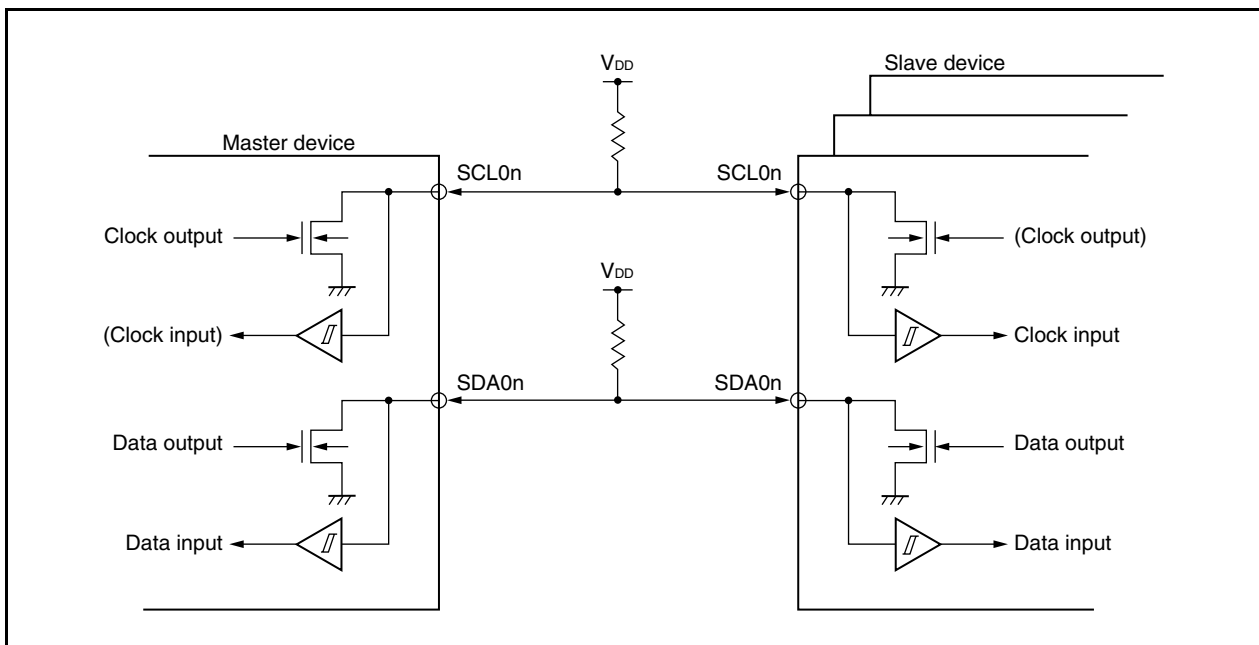 VDD
Slave device
Master device
SCL0n
SCL0n
Clock output
(Clock output)
VDD
(Clock input)
Clock input
SDA0n
SDA0n
Data output
Data output
Data input
Data input